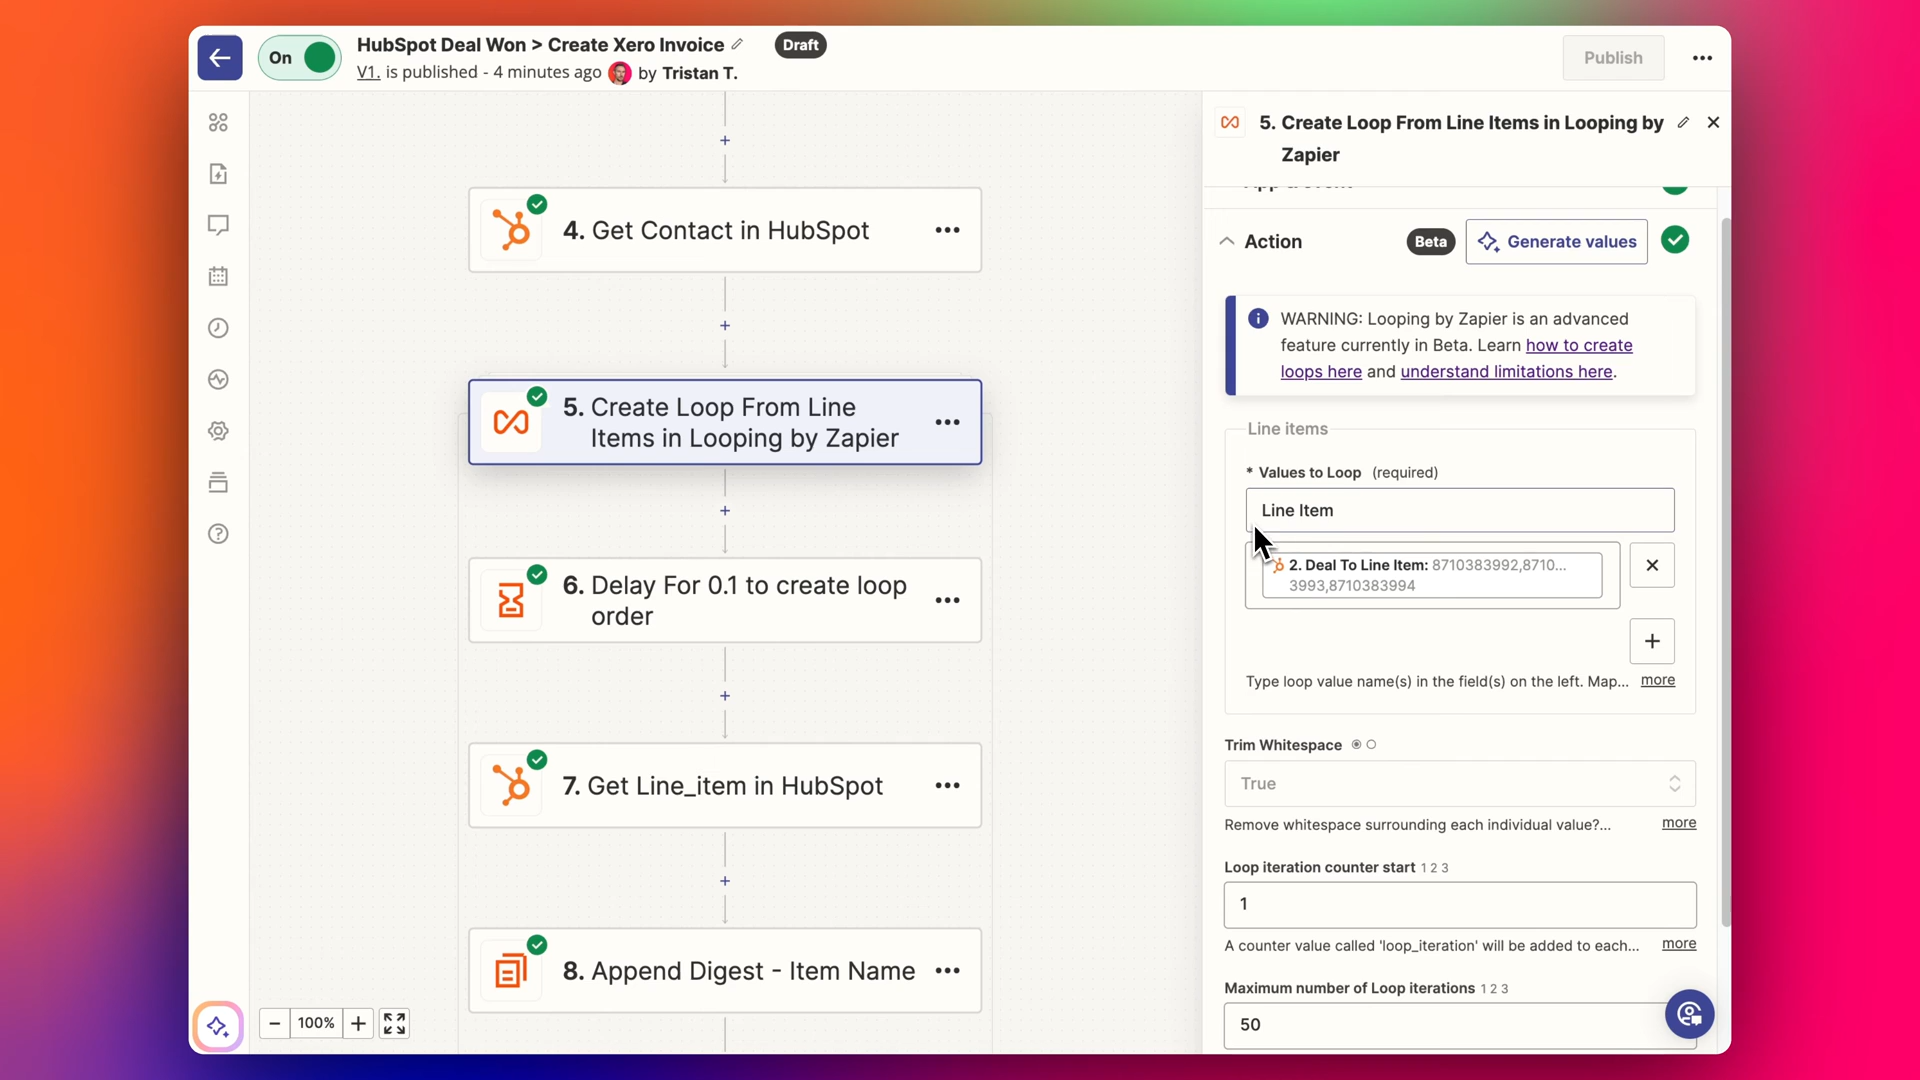 On
HubSpot Deal Won > Create Xero Invoice
Draft
V1. is published - 4 minutes ago by Tristan T.
Publish
4. Get Contact in HubSpot
5. Create Loop From Line
Items in Looping by Zapier
6. Delay For 0.1 to create loop
order
7. Get Line_item in HubSpot
8. Append Digest - Item Name
100%
5. Create Loop From Line Items in Looping by
Zapier
Action
Beta
Generate values
WARNING: Looping by Zapier is an advanced
feature currently in Beta. Learn how to create
loops here and understand limitations here.
Line items
* Values to Loop (required)
Line Item
2. Deal To Line Item: 8710383992,8710...
3993,8710383994
Type loop value name(s) in the field(s) on the left. Map... more
Trim Whitespace
True
Remove whitespace surrounding each individual value?... more
Loop iteration counter start 1 2 3
1
A counter value called 'loop_iteration' will be added to each... more
Maximum number of Loop iterations 1 2 3
50